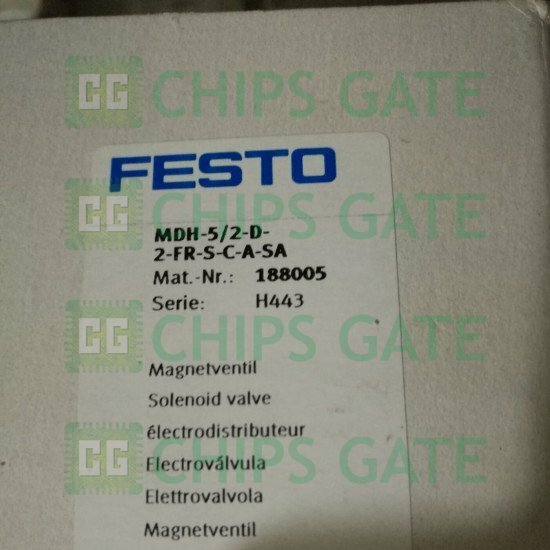 CG CHIPS GATE
FESTO
CG CHIPS GATE
MDH-5/2-D-
2-FR-S-C-A-SA
Mat.-Nr.: 188005
Serie: H443
CG CHIPS GATE
Magnetventil
Solenoid valve
électrodistributeur
CG CHIPS GATE
Electroválvula
Elettrovalvola
Magnetventil